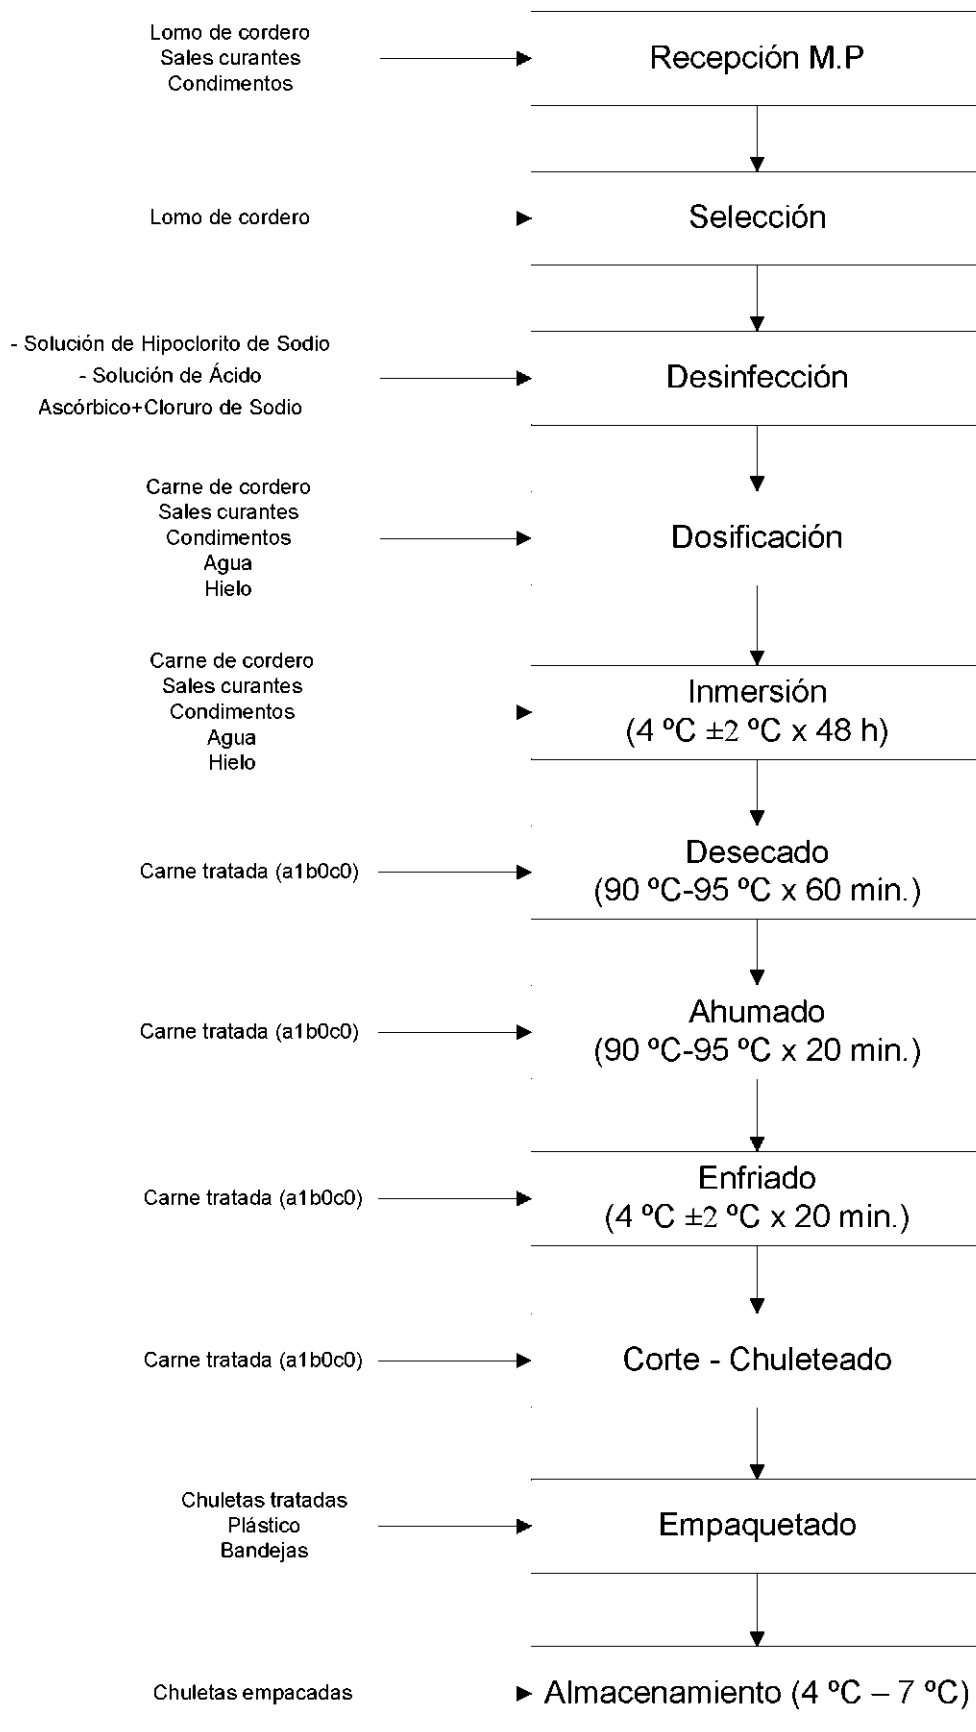 Lomo de cordero
Sales curantes
Condimentos
Recepción M.P
Lomo de cordero
Selección
- Solución de Hipoclorito de Sodio
- Solución de Ácido
Ascórbico+Cloruro de Sodio
Desinfección
Carne de cordero
Sales curantes
Condimentos
Agua
Hielo
Dosificación
Carne de cordero
Sales curantes
Condimentos
Agua
Hielo
Inmersión
(4 ºC ±2 ºC x 48 h)
Carne tratada (a1b0c0)
Desecado
(90 ºC-95 ºC x 60 min.)
Carne tratada (a1b0c0)
Ahumado
(90 ºC-95 ºC x 20 min.)
Carne tratada (a1b0c0)
Enfriado
(4 ºC ±2 ºC x 20 min.)
Carne tratada (a1b0c0)
Corte - Chuleteado
Chuletas tratadas
Plástico
Bandejas
Empaquetado
Chuletas empacadas
Almacenamiento (4 ºC – 7 ºC)